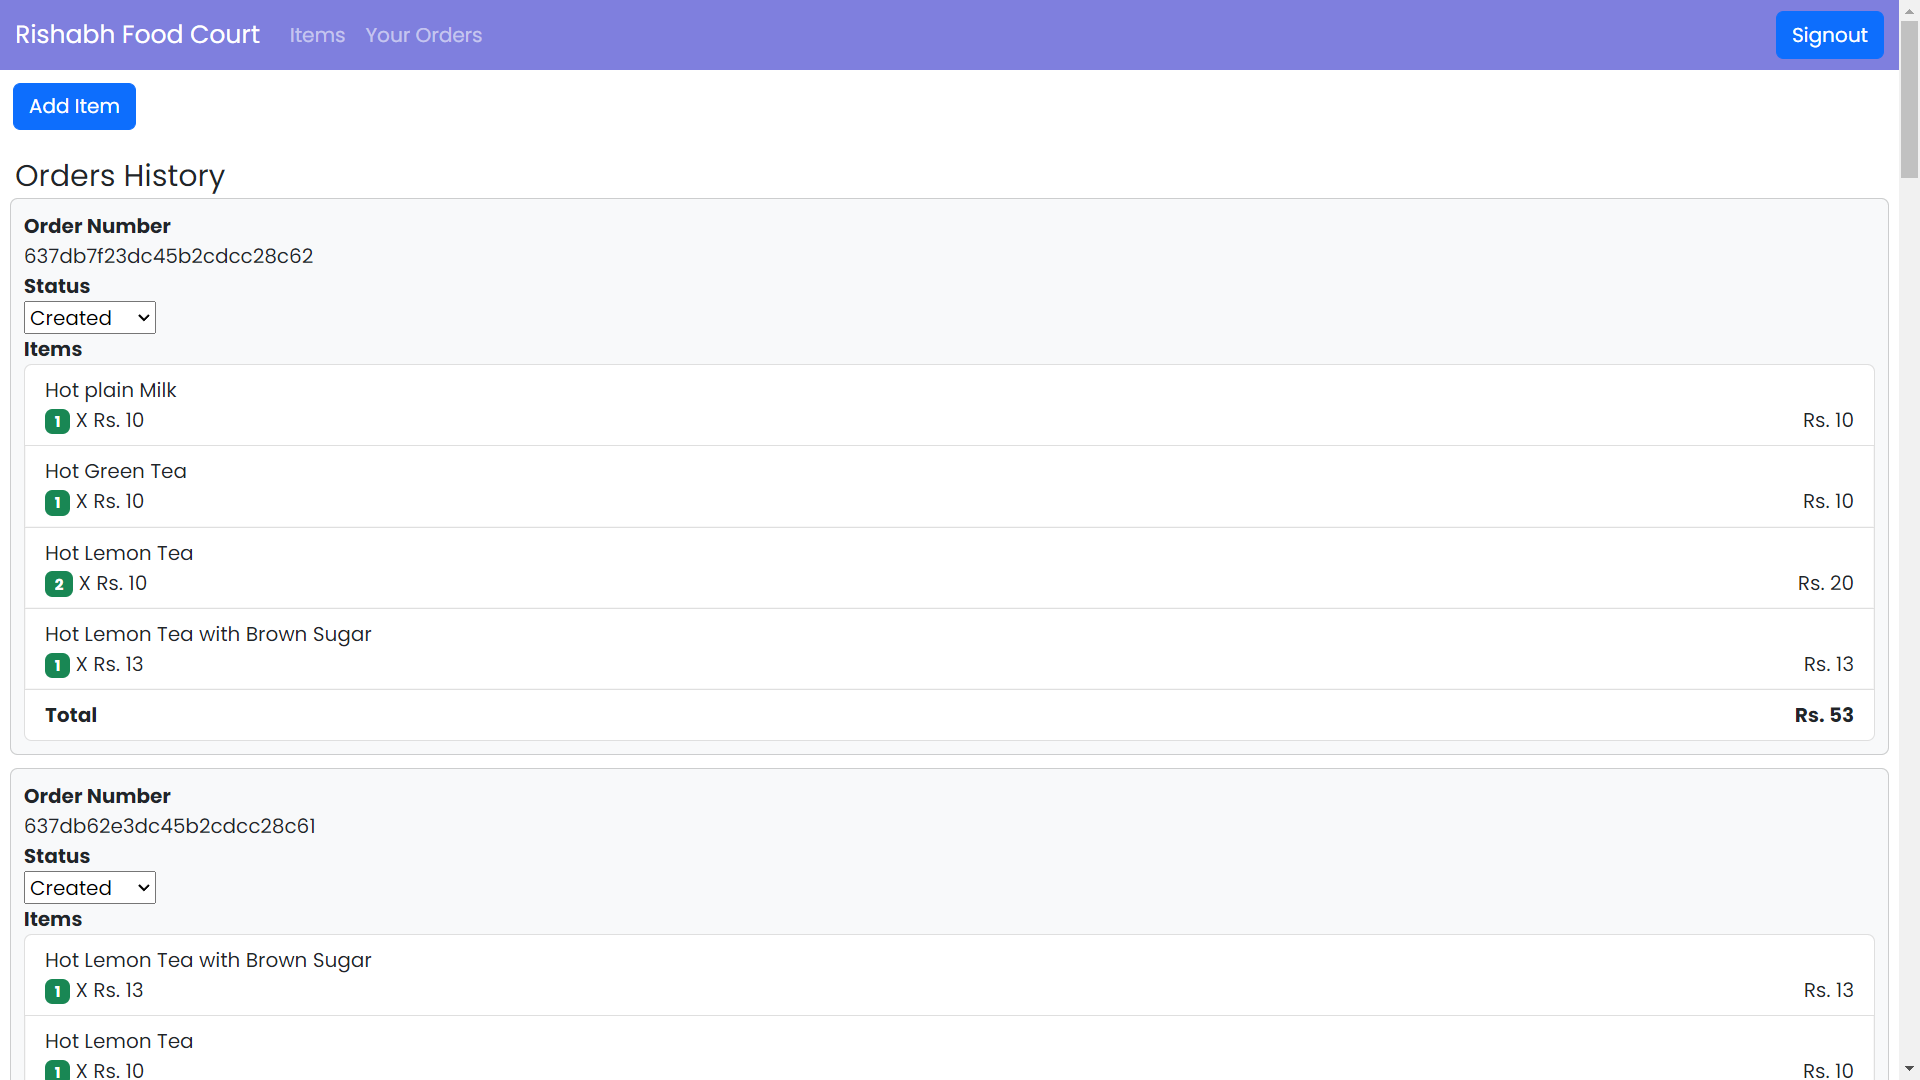 Rishabh Food Court Items Your Orders Signout
Add Item
Orders History
Order Number
637db7f23dc45b2cdcc28c62
Status
Created
Items
Hot plain Milk
1 X Rs. 10 Rs. 10
Hot Green Tea
1 X Rs. 10 Rs. 10
Hot Lemon Tea
2 X Rs. 10 Rs. 20
Hot Lemon Tea with Brown Sugar
1 X Rs. 13 Rs. 13
Total Rs. 53
Order Number
637db62e3dc45b2cdcc28c61
Status
Created
Items
Hot Lemon Tea with Brown Sugar
1 X Rs. 13 Rs. 13
Hot Lemon Tea
1 X Rs. 10 Rs. 10